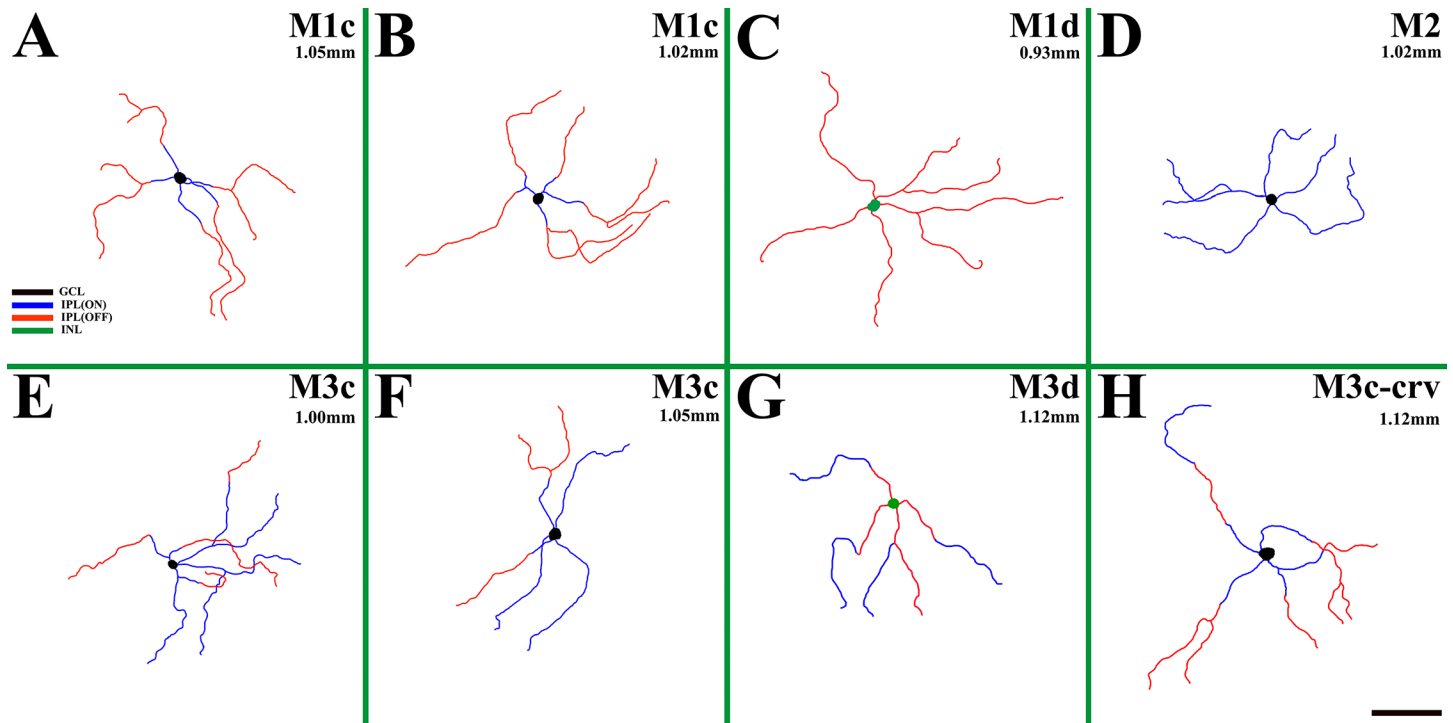 A
M1c
1.05mm
GCL
IPL(ON)
IPL(OFF)
INL
B
M1c
1.02mm
C
M1d
0.93mm
D
M2
1.02mm
E
M3c
1.00mm
F
M3c
1.05mm
G
M3d
1.12mm
H
M3c-crv
1.12mm